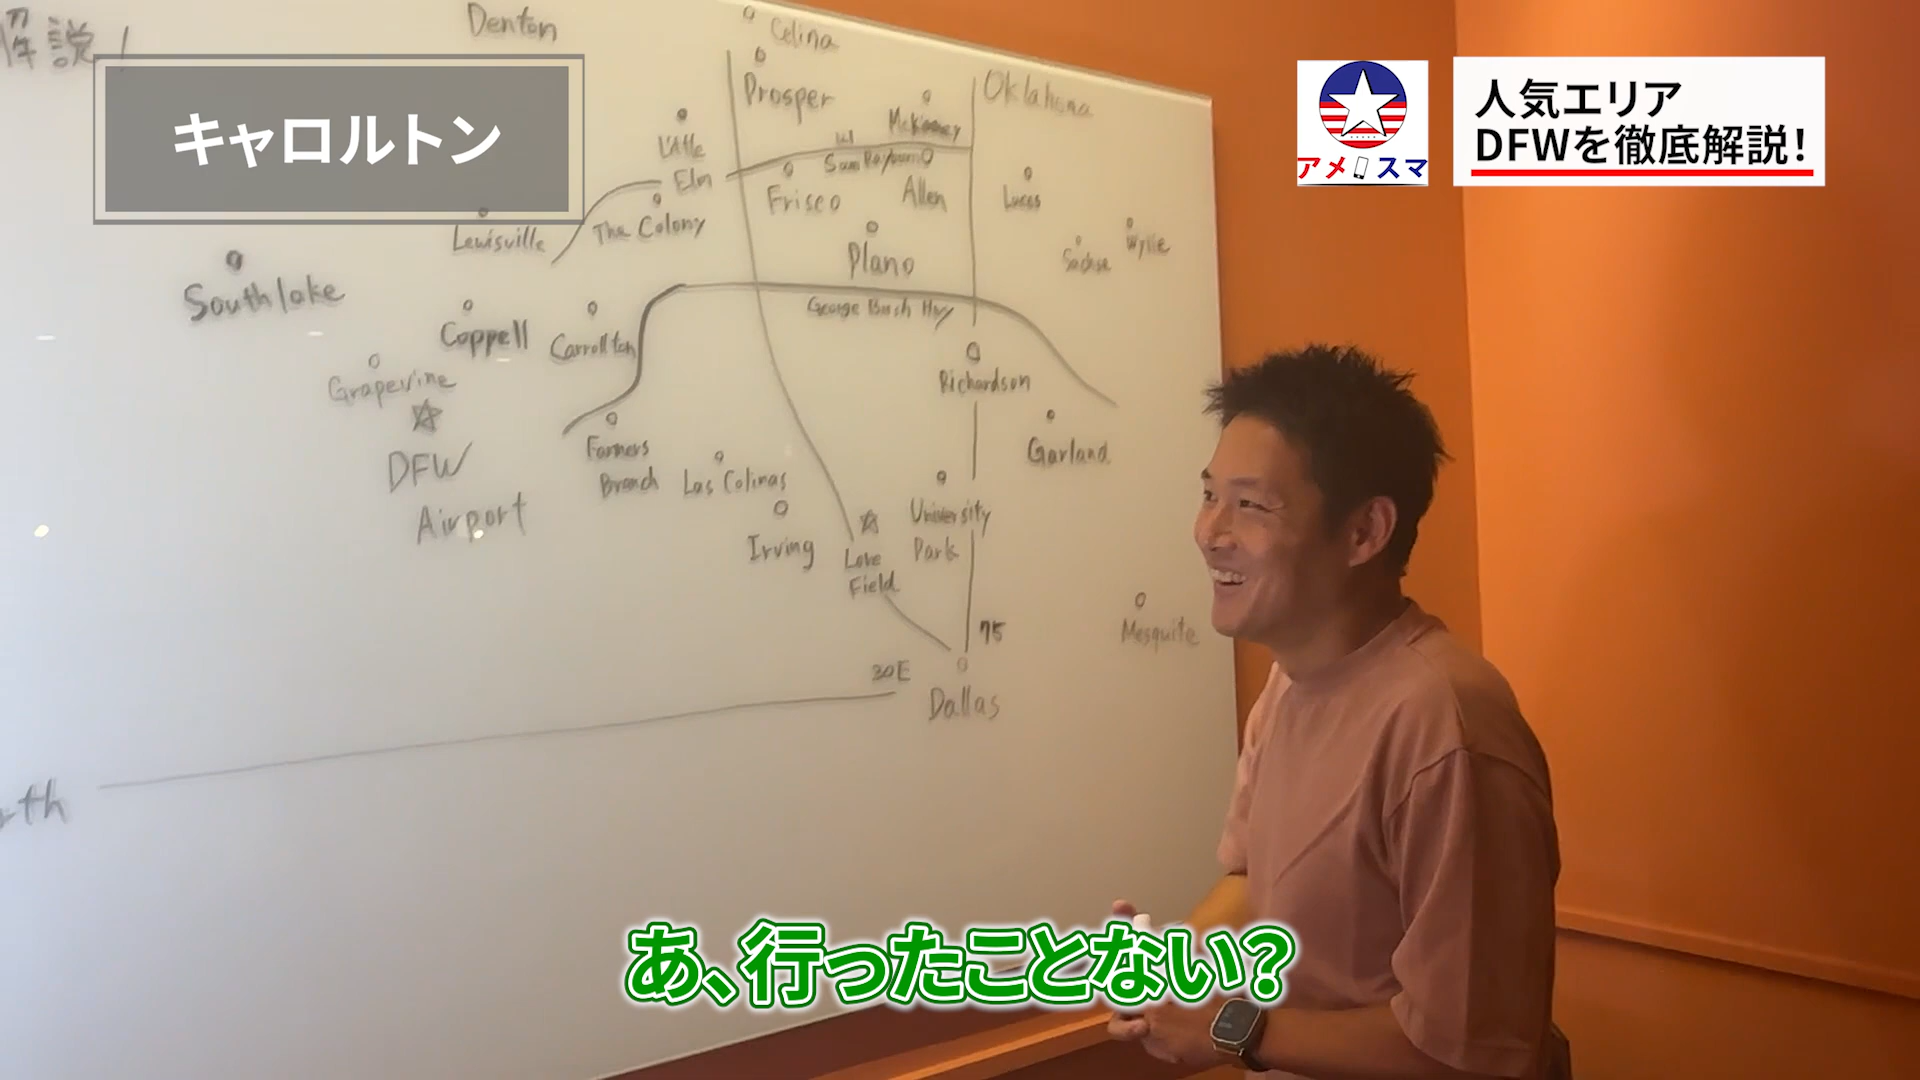 解説!
Denton
Celina
キャロルトン
Prosper
Oklahoma
人気エリア
DFWを徹底解説!
アメスマ
McKinney
Little
Elm
Sam Rayburn
Frisco
Allen
Lucas
The Colony
Lewisville
Wylie
Sachse
Plano
Southlake
George Bush Hwy
Coppell
Carrollton
Grapevine
Richardson
DFW
Airport
Farmers
Branch
Las Colinas
Garland
University
Park
Irving
Love
Field
75
Mesquite
30E
Dallas
rth
あ、行ったことない?